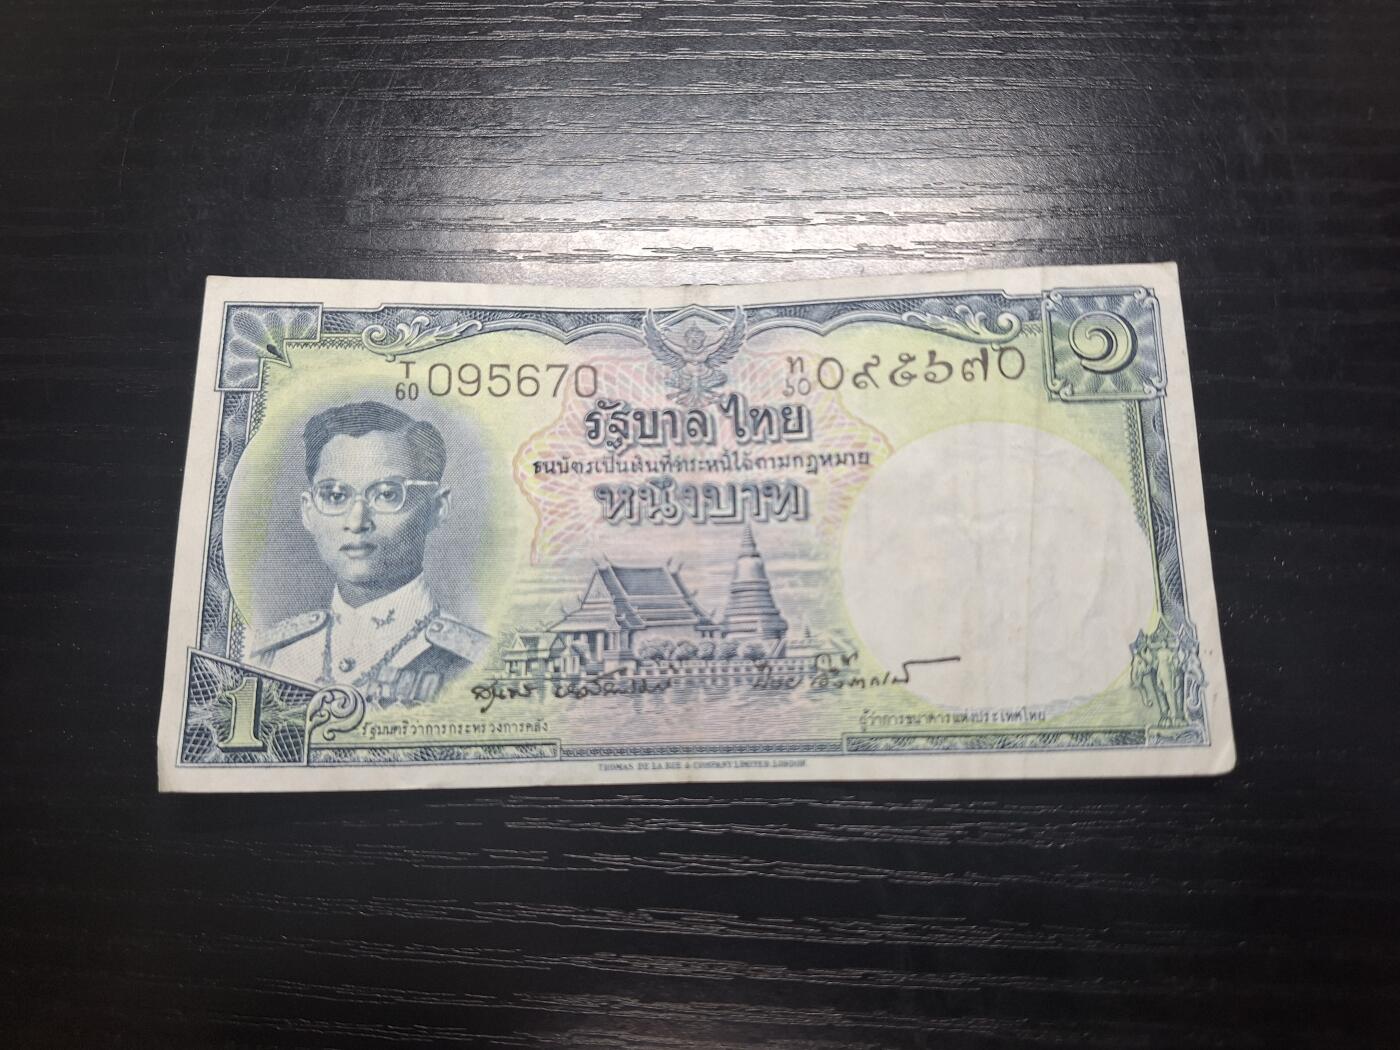 T
60 095670
ท
๖๐ ๐๙๕๖๗๐
๑
รัฐบาลไทย
ธนบัตรเป็นเงินที่ชำระหนี้ได้ตามกฎหมาย
หนึ่งบาท
1
รัฐมนตรีว่าการกระทรวงการคลัง
ผู้ว่าการธนาคารแห่งประเทศไทย
THOMAS DE LA RUE & COMPANY LIMITED. LONDON.